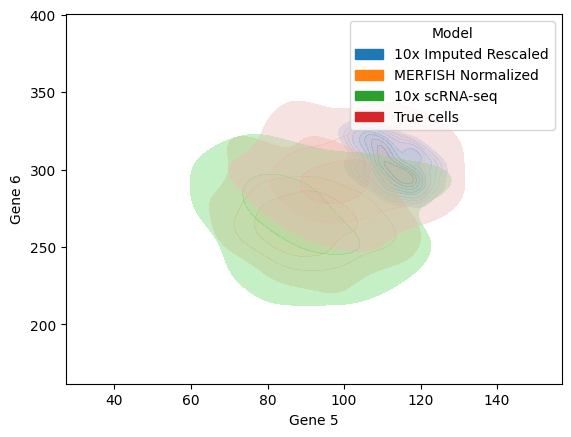 Model
10x Imputed Rescaled
MERFISH Normalized
10x scRNA-seq
True cells
400
350
300
250
200
Gene 6
40 60 80 100 120 140
Gene 5